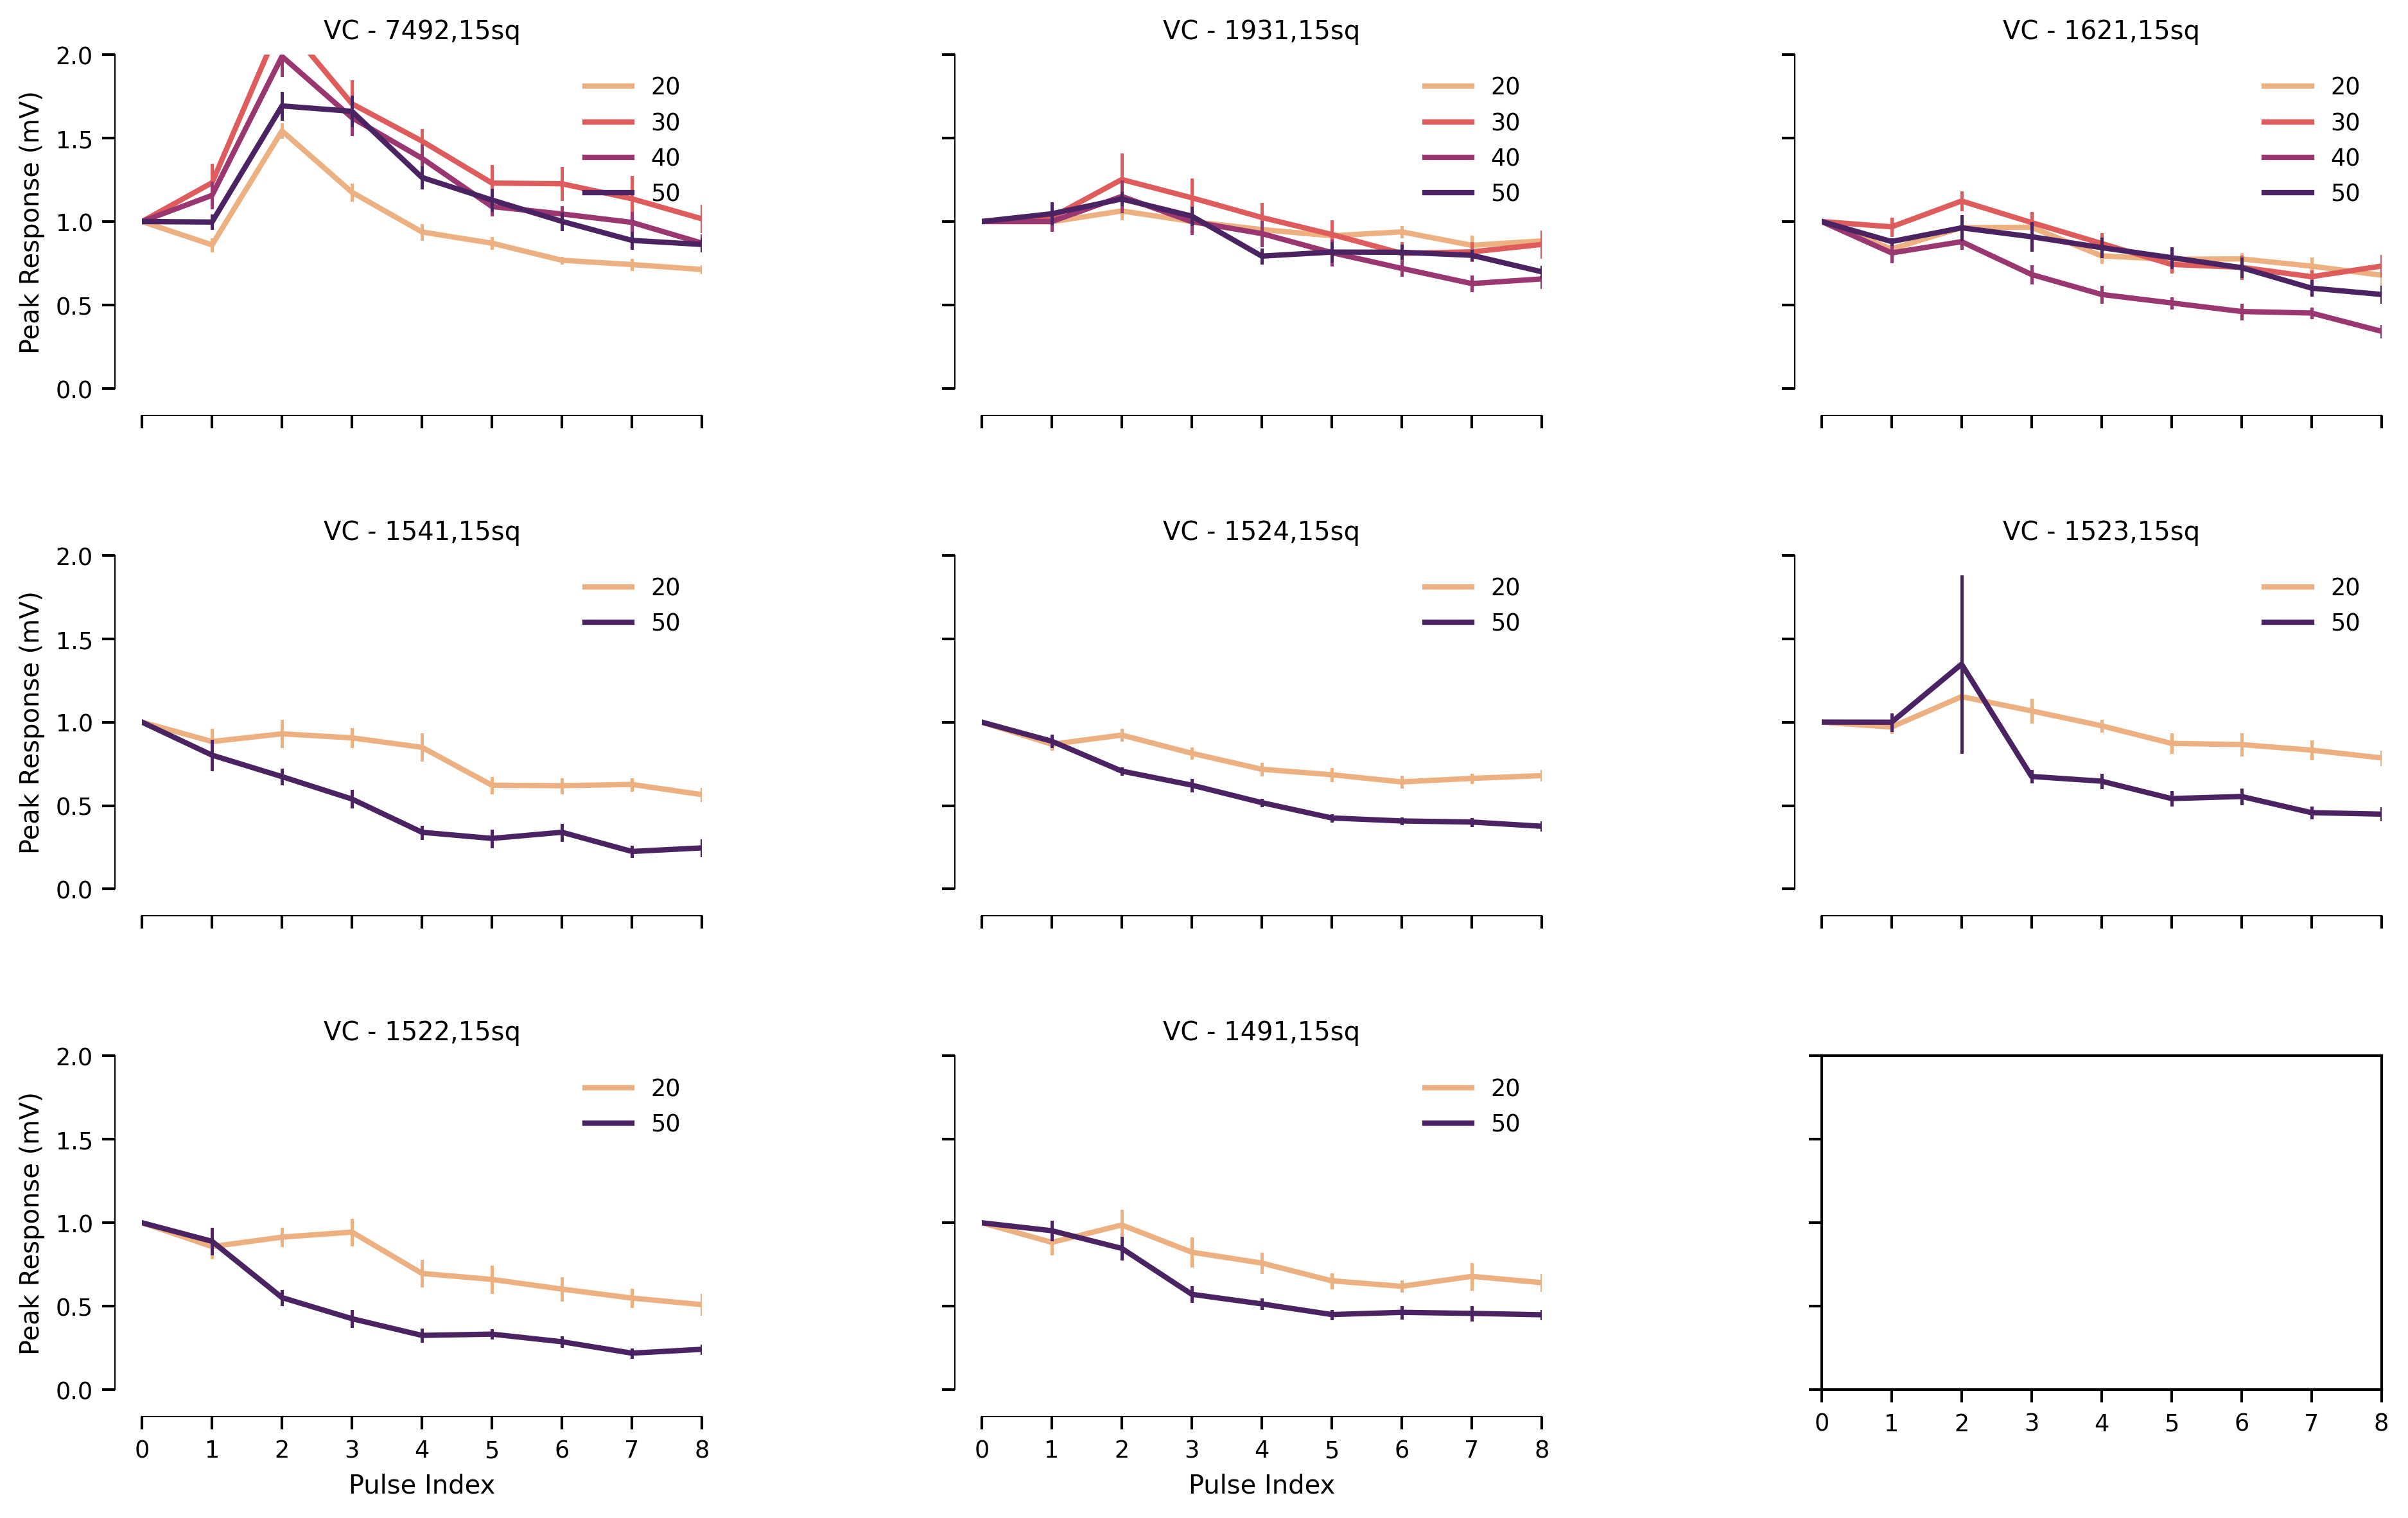 VC - 7492,15sq
Peak Response (mV)
2.0
1.5
1.0
0.5
0.0
20
30
40
50
VC - 1931,15sq
20
30
40
50
VC - 1621,15sq
20
30
40
50
VC - 1541,15sq
Peak Response (mV)
2.0
1.5
1.0
0.5
0.0
20
50
VC - 1524,15sq
20
50
VC - 1523,15sq
20
50
VC - 1522,15sq
Peak Response (mV)
2.0
1.5
1.0
0.5
0.0
20
50
0 1 2 3 4 5 6 7 8
Pulse Index
VC - 1491,15sq
20
50
0 1 2 3 4 5 6 7 8
Pulse Index
0 1 2 3 4 5 6 7 8